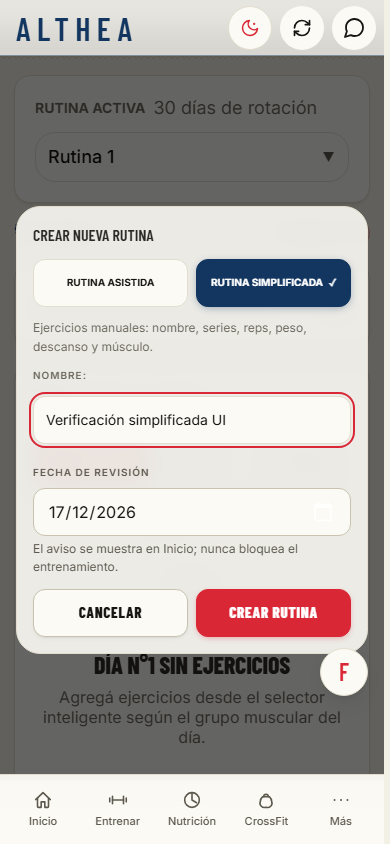 ALTHEA
RUTINA ACTIVA 30 días de rotación
Rutina 1
CREAR NUEVA RUTINA
RUTINA ASISTIDA
RUTINA SIMPLIFICADA ✓
Ejercicios manuales: nombre, series, reps, peso,
descanso y músculo.
NOMBRE:
Verificación simplificada UI
FECHA DE REVISIÓN
17/12/2026
El aviso se muestra en Inicio; nunca bloquea el
entrenamiento.
CANCELAR
CREAR RUTINA
DÍA N°1 SIN EJERCICIOS
F
Agregá ejercicios desde el selector
inteligente según el grupo muscular del
día.
Inicio
Entrenar
Nutrición
CrossFit
Más